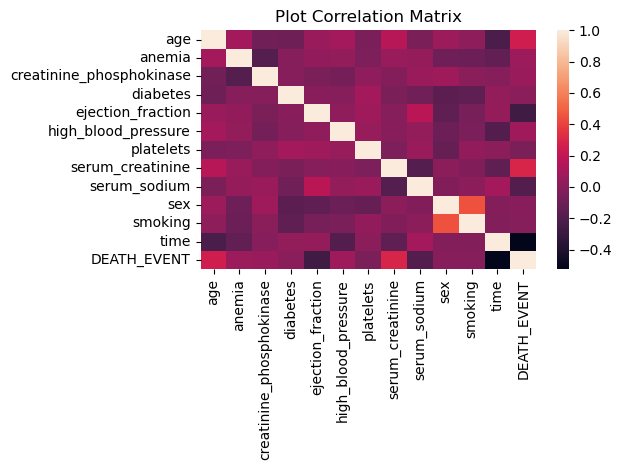 Plot Correlation Matrix
age
anemia
creatinine_phosphokinase
diabetes
ejection_fraction
high_blood_pressure
platelets
serum_creatinine
serum_sodium
sex
smoking
time
DEATH_EVENT
age
anemia
creatinine_phosphokinase
diabetes
ejection_fraction
high_blood_pressure
platelets
serum_creatinine
serum_sodium
sex
smoking
time
DEATH_EVENT
1.0
0.8
0.6
0.4
0.2
0.0
−0.2
−0.4